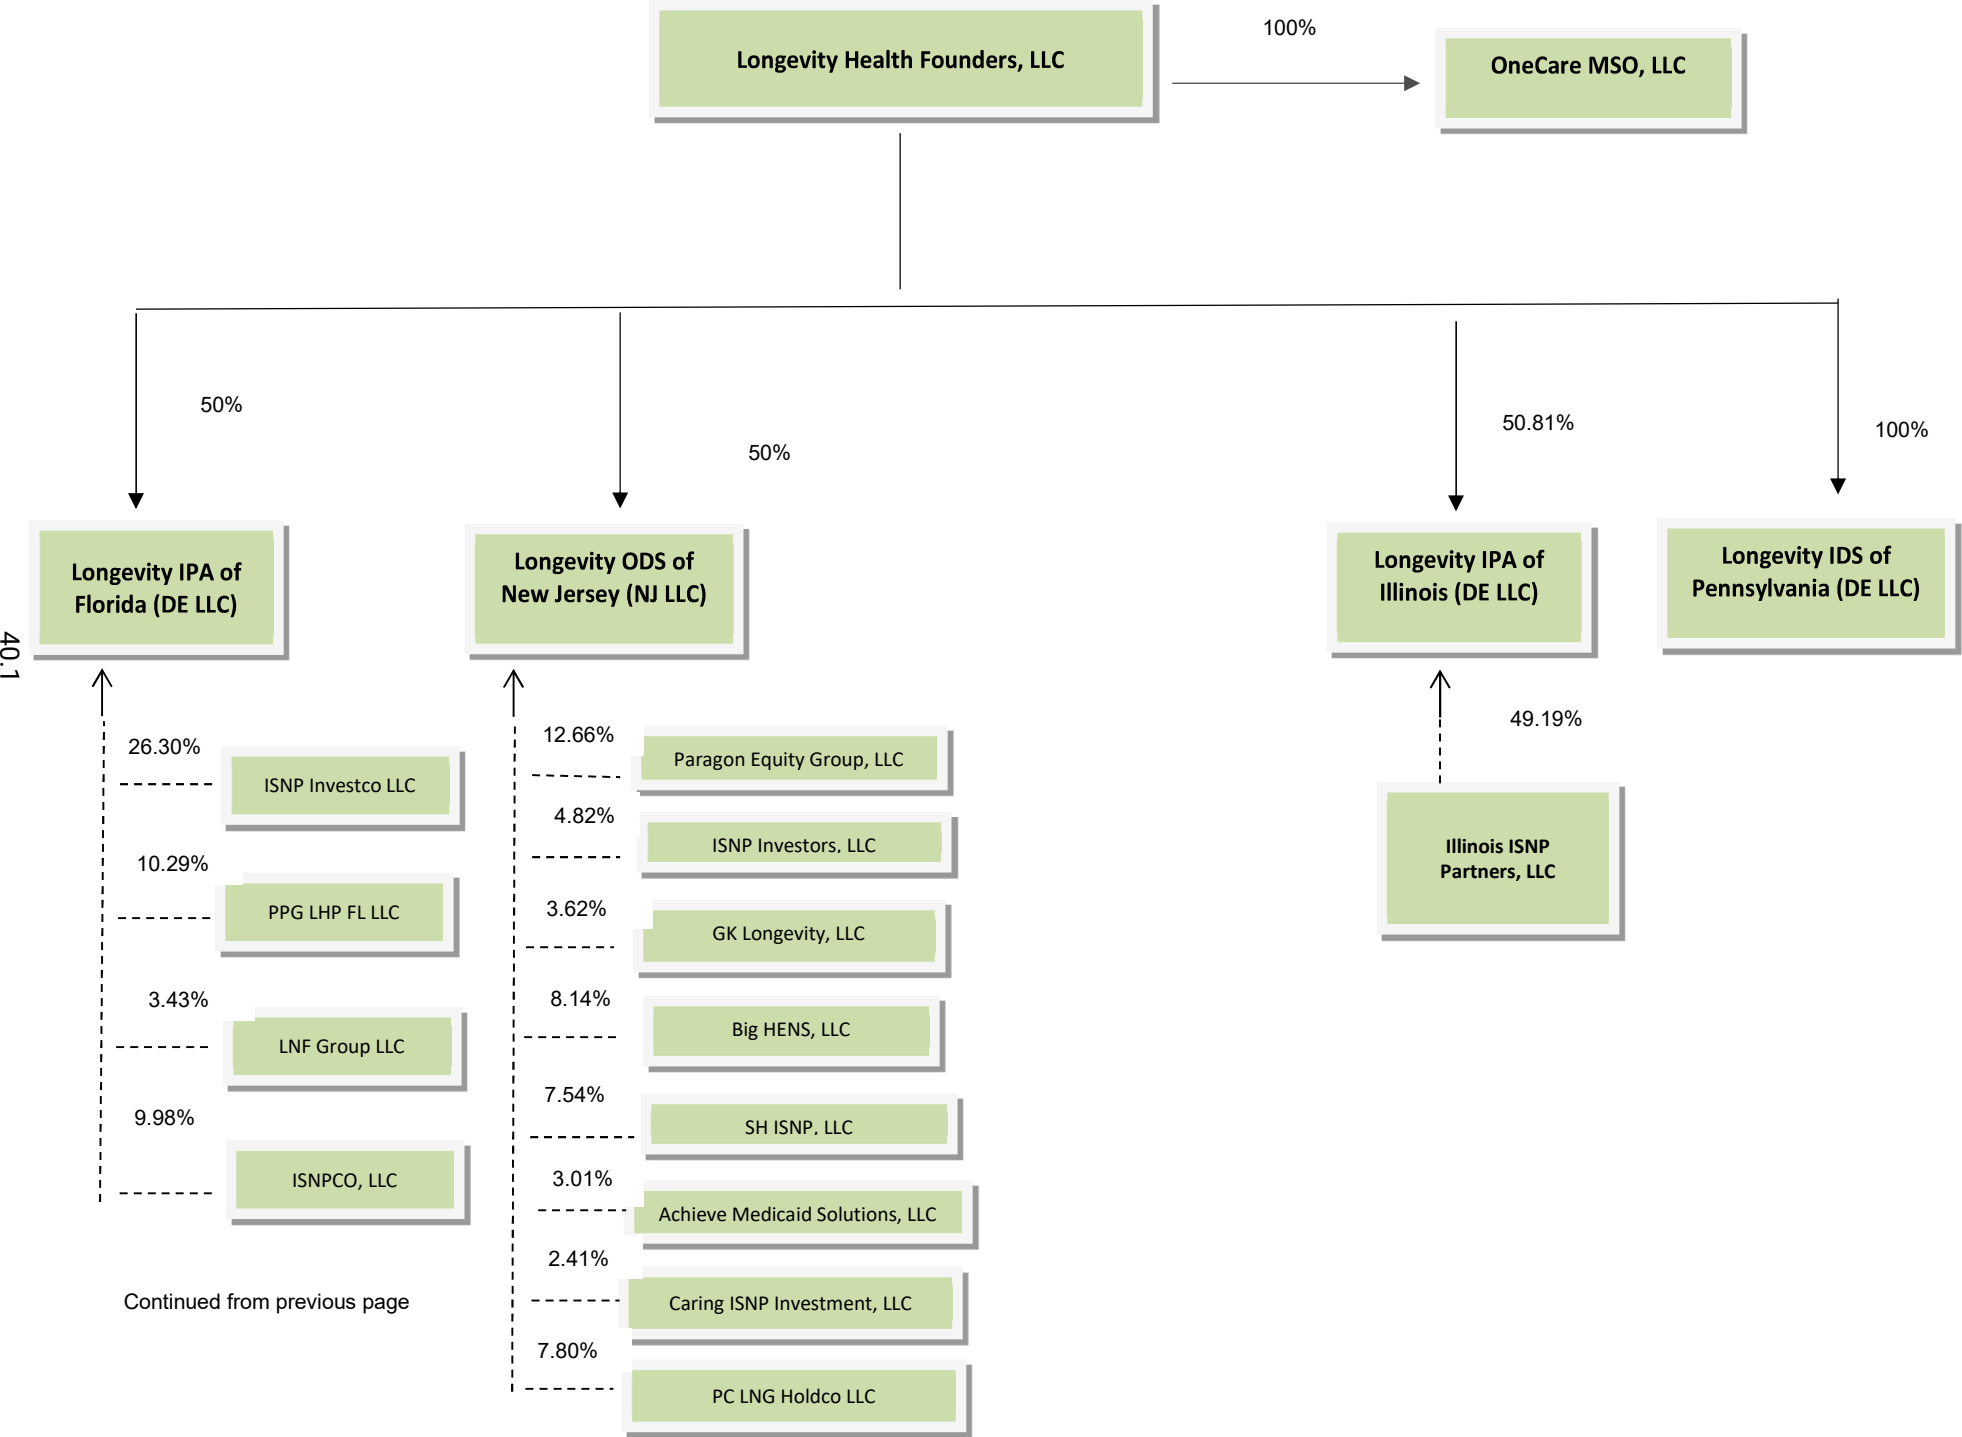 Longevity Health Founders, LLC
100%
OneCare MSO, LLC
50%
50%
50.81%
100%
Longevity IPA of
Florida (DE LLC)
Longevity ODS of
New Jersey (NJ LLC)
Longevity IPA of
Illinois (DE LLC)
Longevity IDS of
Pennsylvania (DE LLC)
40.1
26.30%
ISNP Investco LLC
10.29%
PPG LHP FL LLC
3.43%
LNF Group LLC
9.98%
ISNPCO, LLC
12.66%
Paragon Equity Group, LLC
4.82%
ISNP Investors, LLC
3.62%
GK Longevity, LLC
8.14%
Big HENS, LLC
7.54%
SH ISNP, LLC
3.01%
Achieve Medicaid Solutions, LLC
2.41%
Caring ISNP Investment, LLC
7.80%
PC LNG Holdco LLC
49.19%
Illinois ISNP
Partners, LLC
Continued from previous page